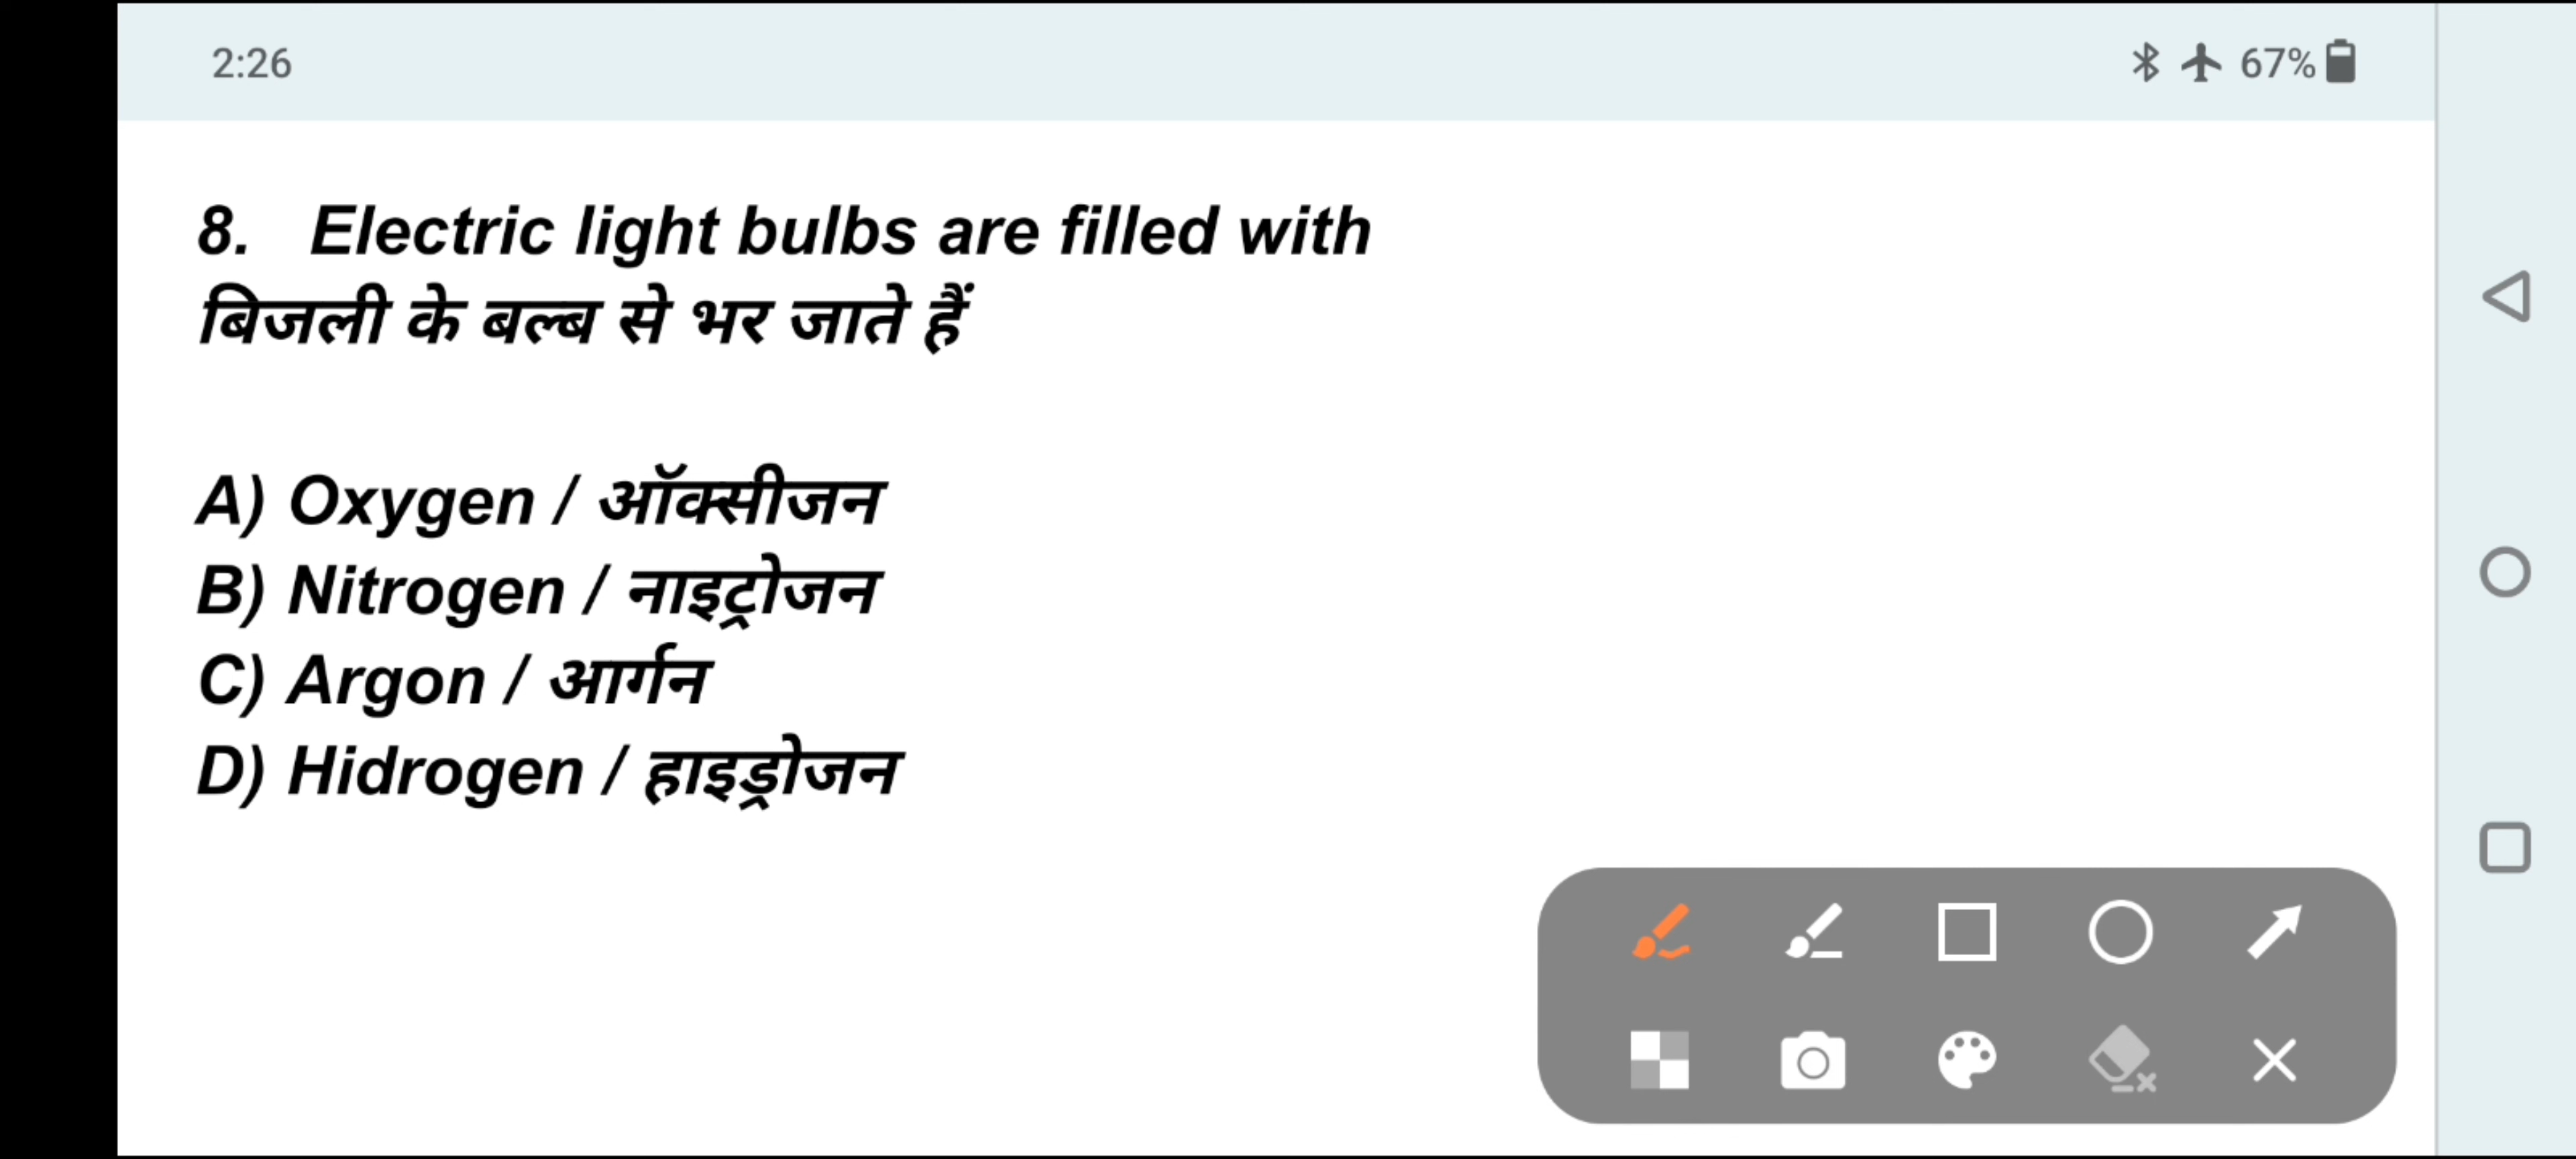 2:26
67%
8. Electric light bulbs are filled with
बिजली के बल्ब से भर जाते हैं
A) Oxygen / ऑक्सीजन
B) Nitrogen / नाइट्रोजन
C) Argon / आर्गन
D) Hidrogen / हाइड्रोजन